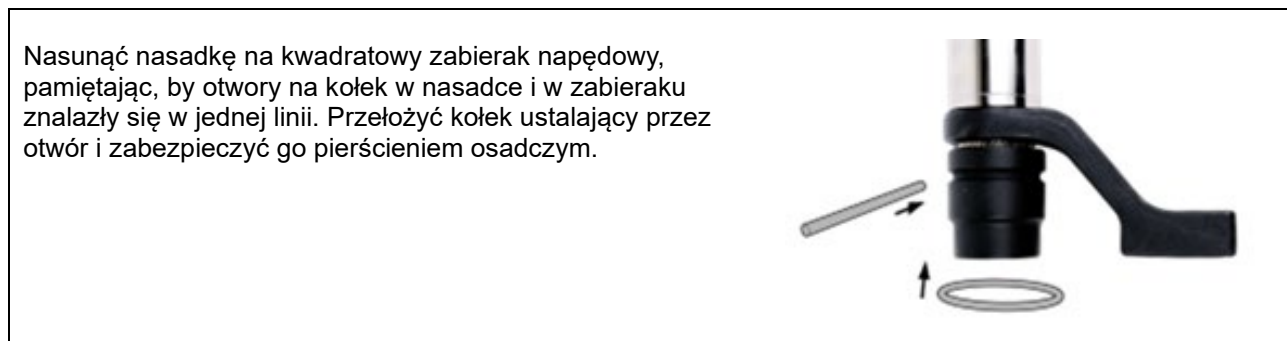 Nasunąć nasadkę na kwadratowy zabierak napędowy,
pamiętając, by otwory na kołek w nasadce i w zabieraku
znalazły się w jednej linii. Przełożyć kołek ustalający przez
otwór i zabezpieczyć go pierścieniem osadczym.